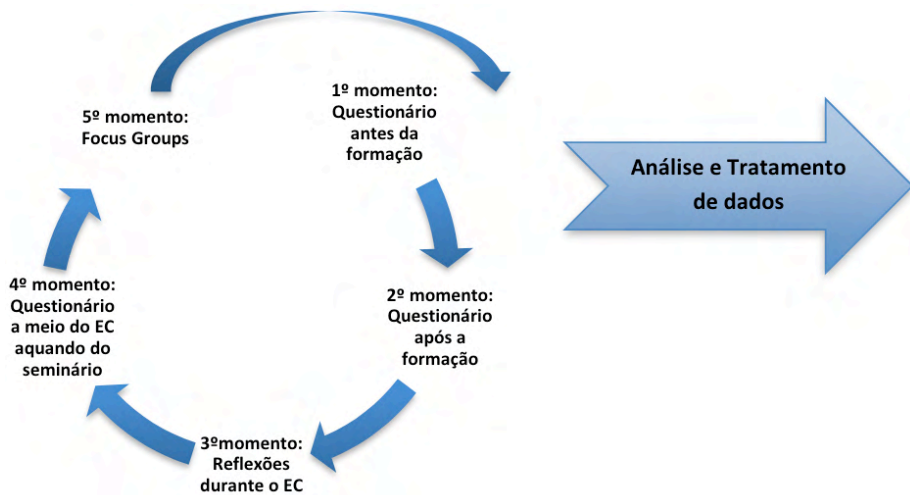 1º momento:
Questionário
antes da
formação
2º momento:
Questionário
após a
formação
3ºmomento:
Reflexões
durante o EC
4º momento:
Questionário
a meio do EC
aquando do
seminário
5º momento:
Focus Groups
Análise e Tratamento
de dados